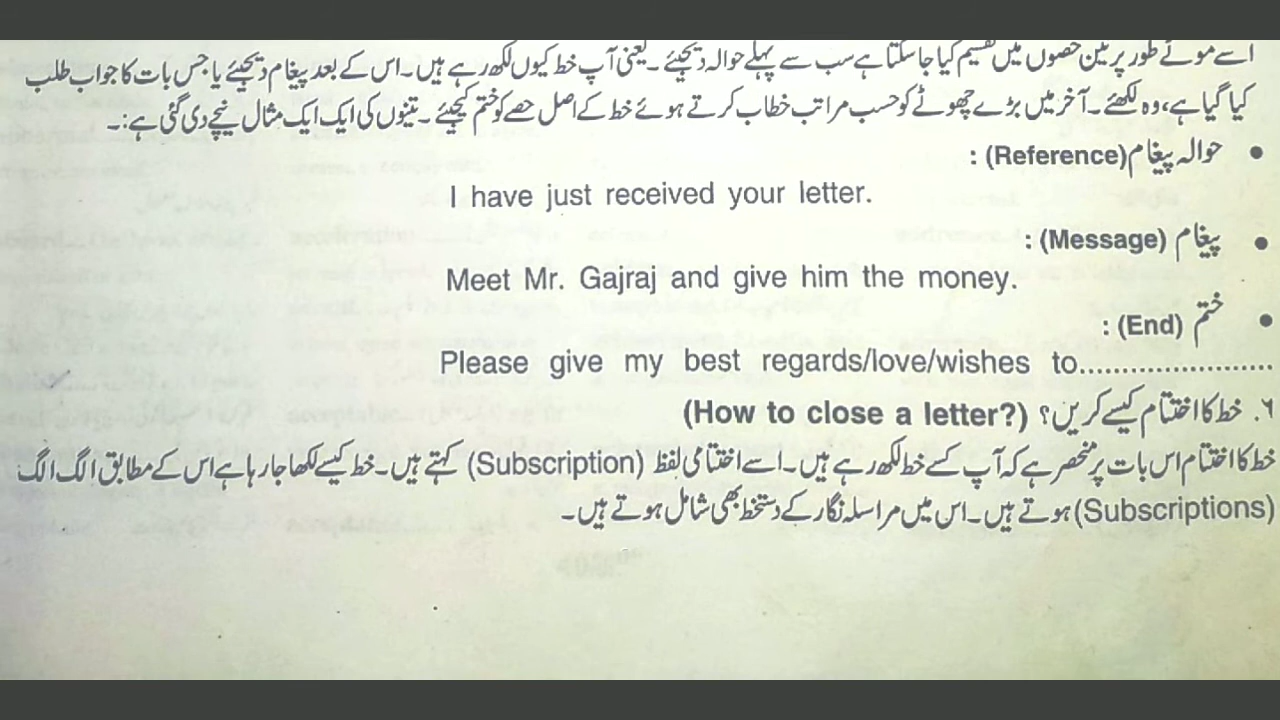 اسے موٹے طور پر تین حصوں میں تقسیم کیا جا سکتا ہے سب سے پہلے حوالہ دیجئے۔ یعنی آپ خط کیوں لکھ رہے ہیں۔ اس کے بعد پیغام دیجیئے یا جس بات کا جواب طلب
کیا گیا ہے، وہ لکھئے۔ آخر میں بڑے چھوٹے کو حسب مراتب خطاب کرتے ہوئے خط کے اصل حصے کو ختم کیجیئے۔ تینوں کی ایک ایک مثال نیچے دی گئی ہے:۔
• حوالہ پیغام (Reference) :
I have just received your letter.
• پیغام (Message) :
Meet Mr. Gajraj and give him the money.
• ختم (End) :
Please give my best regards/love/wishes to......................
۶. خط کا اختتام کیسے کریں؟ (How to close a letter?)
خط کا اختتام اس بات پر منحصر ہے کہ آپ کسے خط لکھ رہے ہیں۔ اسے اختتامی لفظ (Subscription) کہتے ہیں۔ خط کیسے لکھا جا رہا ہے اس کے مطابق الگ الگ
(Subscriptions) ہوتے ہیں۔ اس میں مراسلہ نگار کے دستخط بھی شامل ہوتے ہیں۔